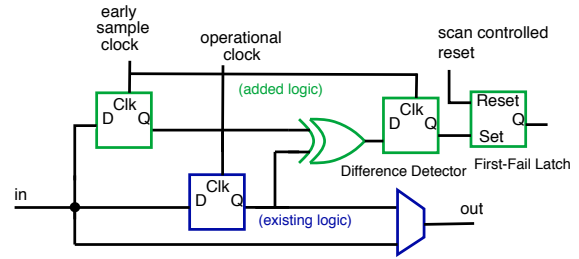 early
sample
clock
operational
clock
scan controlled
reset
(added logic)
Clk
D
Q
Clk
D
Q
Reset
Q
Set
Difference Detector
First-Fail Latch
in
Clk
D
Q
(existing logic)
out